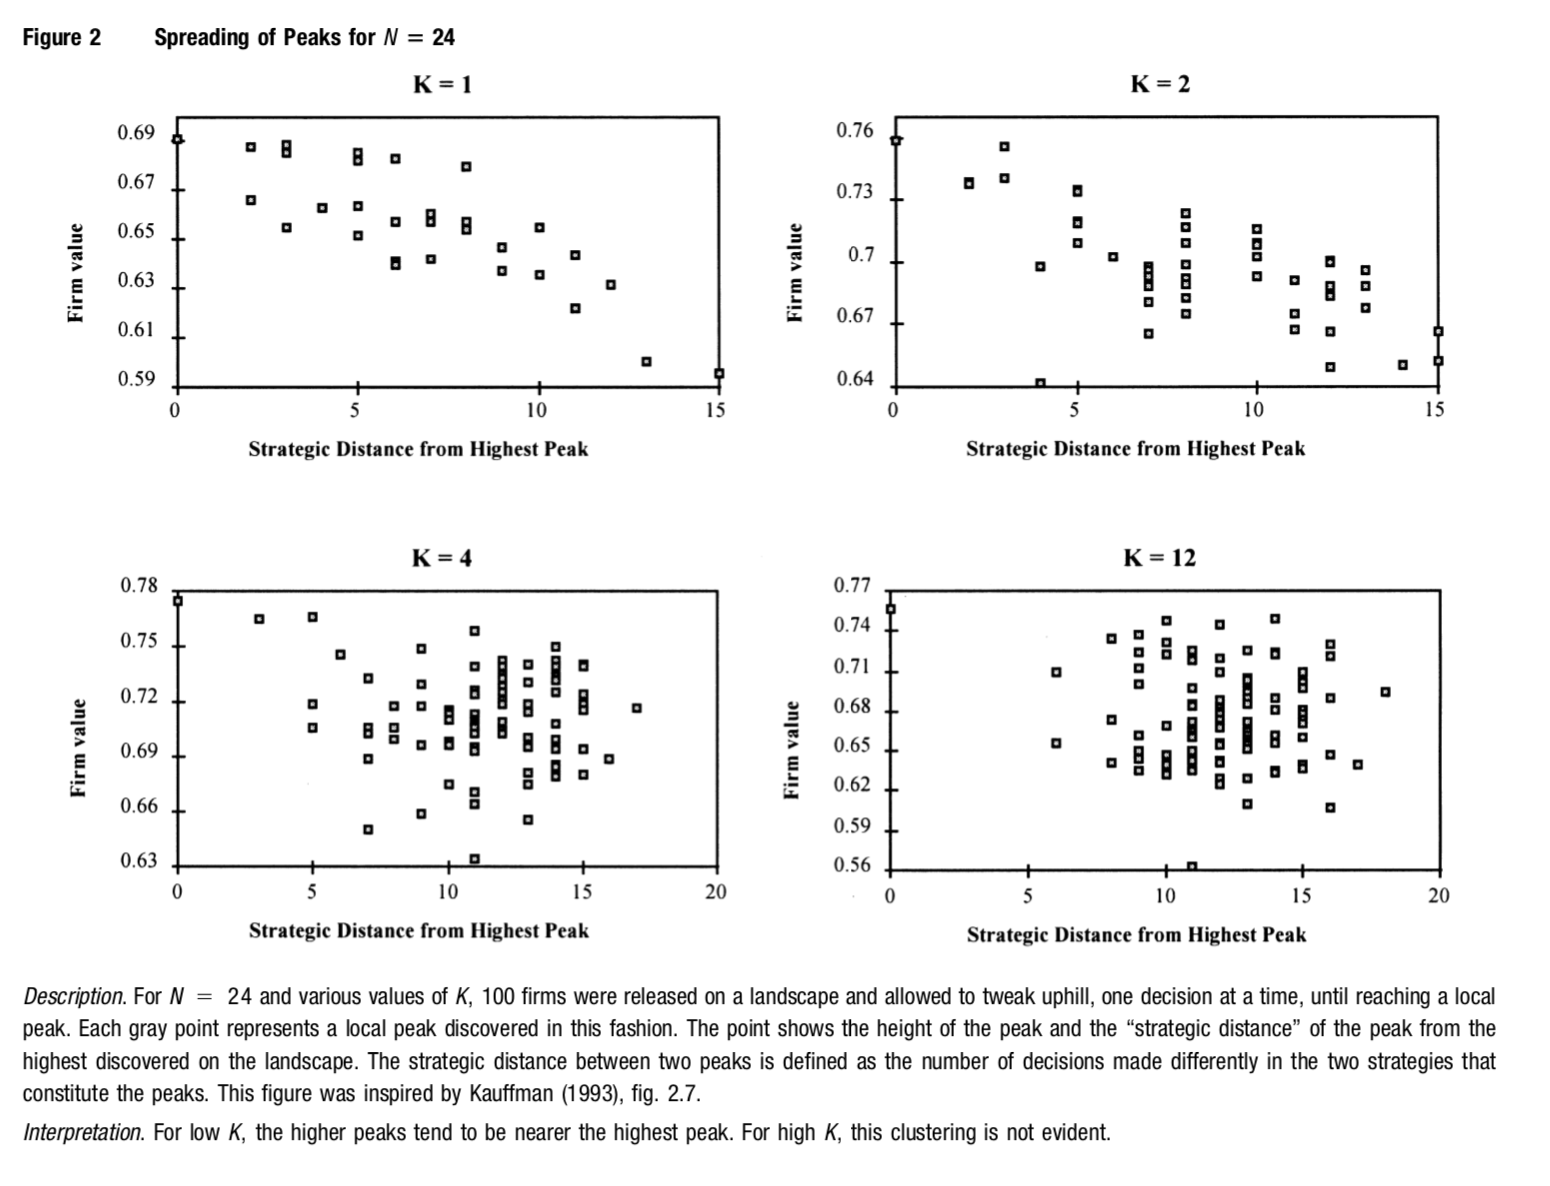 Figure 2 Spreading of Peaks for N = 24
K = 1
0.69
0.67
0.65
0.63
0.61
0.59
Firm value
0 5 10 15
Strategic Distance from Highest Peak
K = 2
0.76
0.73
0.7
0.67
0.64
Firm value
0 5 10 15
Strategic Distance from Highest Peak
K = 4
0.78
0.75
0.72
0.69
0.66
0.63
Firm value
0 5 10 15 20
Strategic Distance from Highest Peak
K = 12
0.77
0.74
0.71
0.68
0.65
0.62
0.59
0.56
Firm value
0 5 10 15 20
Strategic Distance from Highest Peak
Description. For N = 24 and various values of K, 100 firms were released on a landscape and allowed to tweak uphill, one decision at a time, until reaching a local
peak. Each gray point represents a local peak discovered in this fashion. The point shows the height of the peak and the “strategic distance” of the peak from the
highest discovered on the landscape. The strategic distance between two peaks is defined as the number of decisions made differently in the two strategies that
constitute the peaks. This figure was inspired by Kauffman (1993), fig. 2.7.
Interpretation. For low K, the higher peaks tend to be nearer the highest peak. For high K, this clustering is not evident.